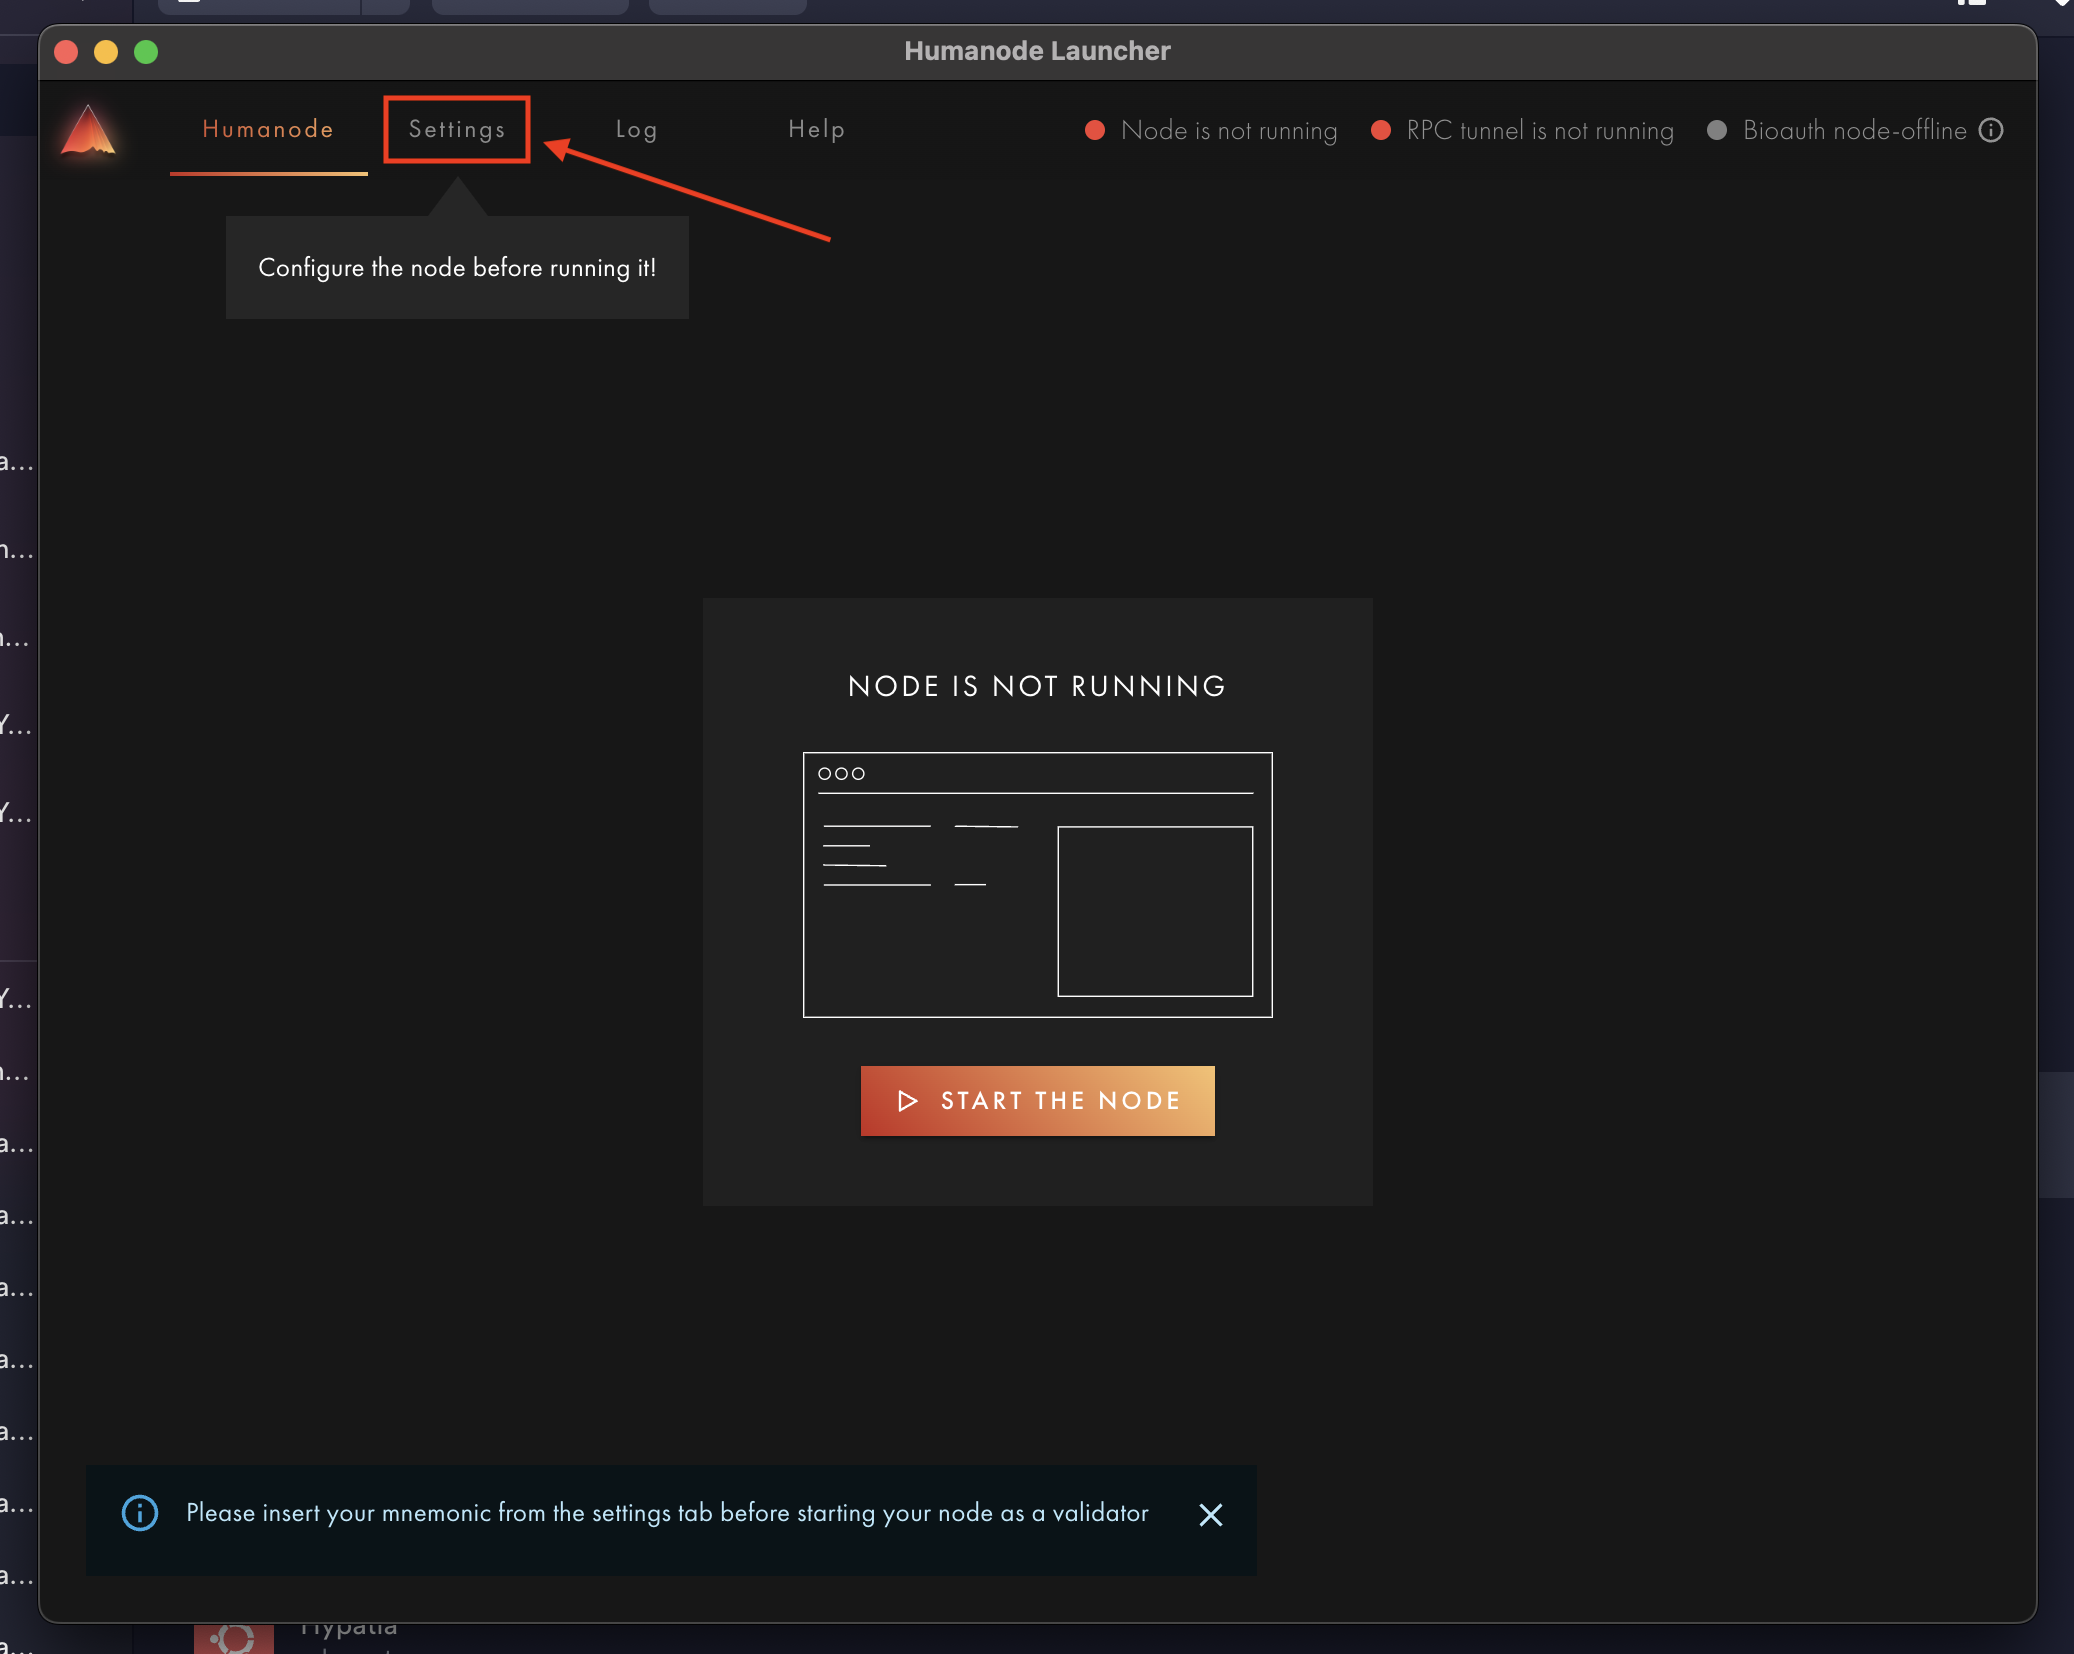 Humanode Launcher
Humanode
Settings
Log
Help
Node is not running
RPC tunnel is not running
Bioauth node-offline
Configure the node before running it!
NODE IS NOT RUNNING
START THE NODE
Please insert your mnemonic from the settings tab before starting your node as a validator
a...
n...
Y...
Y...
Y...
a...
a...
a...
a...
a...
a...
a...
a...
Hypatia